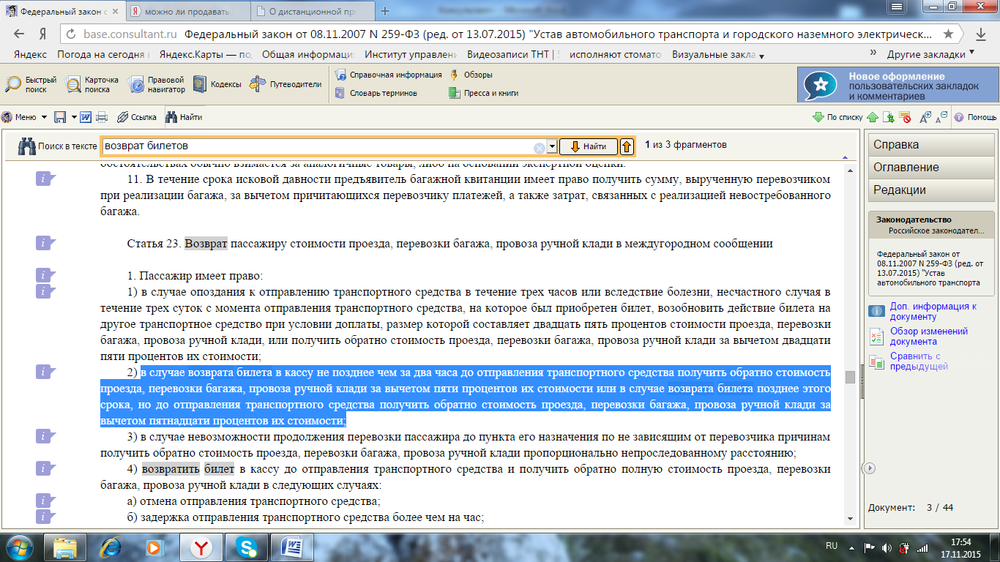 Федеральный закон с
можно ли продавать
О дистанционной пр
base.consultant.ru Федеральный закон от 08.11.2007 N 259-ФЗ (ред. от 13.07.2015) "Устав автомобильного транспорта и городского наземного электрическ...
Яндекс Погода на сегодня Яндекс.Карты — по Общая информаци Институт управлен Видеозаписи ТНТ | исполняют стомато Визуальные закла » Другие закладки
Быстрый поиск
Карточка поиска
Правовой навигатор
Кодексы
Путеводители
Справочная информация
Обзоры
Словарь терминов
Пресса и книги
Новое оформление
пользовательских закладок
и комментариев
Меню Ссылка Найти По списку Помощь
Поиск в тексте возврат билетов Найти 1 из 3 фрагментов
обстоятельствах обычно взимается за аналогичные товары, либо на основании экспертной оценки.
11. В течение срока исковой давности предъявитель багажной квитанции имеет право получить сумму, вырученную перевозчиком
при реализации багажа, за вычетом причитающихся перевозчику платежей, а также затрат, связанных с реализацией невостребованного
багажа.
Статья 23. Возврат пассажиру стоимости проезда, перевозки багажа, провоза ручной клади в междугородном сообщении
1. Пассажир имеет право:
1) в случае опоздания к отправлению транспортного средства в течение трех часов или вследствие болезни, несчастного случая в
течение трех суток с момента отправления транспортного средства, на которое был приобретен билет, возобновить действие билета на
другое транспортное средство при условии доплаты, размер которой составляет двадцать пять процентов стоимости проезда, перевозки
багажа, провоза ручной клади, или получить обратно стоимость проезда, перевозки багажа, провоза ручной клади за вычетом двадцати
пяти процентов их стоимости;
2) в случае возврата билета в кассу не позднее чем за два часа до отправления транспортного средства получить обратно стоимость
проезда, перевозки багажа, провоза ручной клади за вычетом пяти процентов их стоимости или в случае возврата билета позднее этого
срока, но до отправления транспортного средства получить обратно стоимость проезда, перевозки багажа, провоза ручной клади за
вычетом пятнадцати процентов их стоимости;
3) в случае невозможности продолжения перевозки пассажира до пункта его назначения по не зависящим от перевозчика причинам
получить обратно стоимость проезда, перевозки багажа, провоза ручной клади пропорционально непроследованному расстоянию;
4) возвратить билет в кассу до отправления транспортного средства и получить обратно полную стоимость проезда, перевозки
багажа, провоза ручной клади в следующих случаях:
а) отмена отправления транспортного средства;
б) задержка отправления транспортного средства более чем на час;
Справка
Оглавление
Редакции
Законодательство
Российское законодател...
Федеральный закон от
08.11.2007 N 259-ФЗ (ред. от
13.07.2015) "Устав
автомобильного транспорта
Доп. информация к
документу
Обзор изменений
документа
Сравнить с
предыдущей
Документ: 3 / 44
RU
17:54
17.11.2015